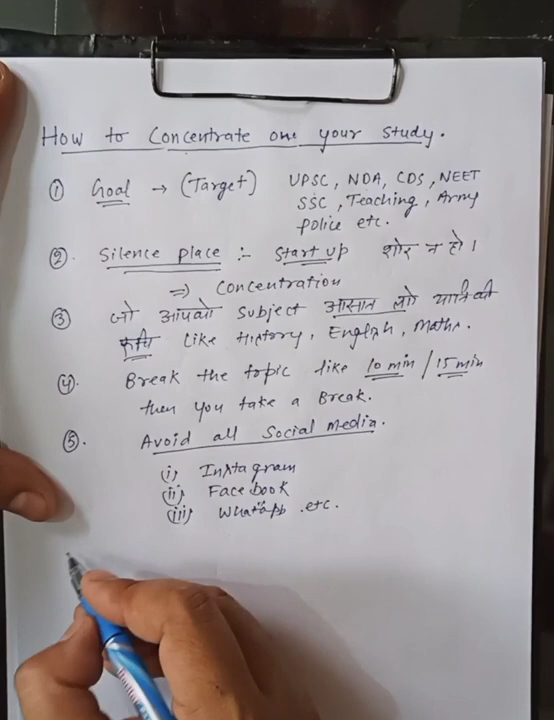 How to Concentrate on your study.
① Goal → (Target) UPSC, NDA, CDS, NEET
SSC, Teaching, Army
Police etc.
②. Silence place :- Start up शोर न हो।
⇒ Concentration
③ जो आपको Subject आसान लगे
रुचि like History, English, Maths.
④. Break the topic like 10 min / 15 min
then you take a Break.
⑤. Avoid all Social media.
(i) Instagram
(ii) Facebook
(iii) Whatapp etc.